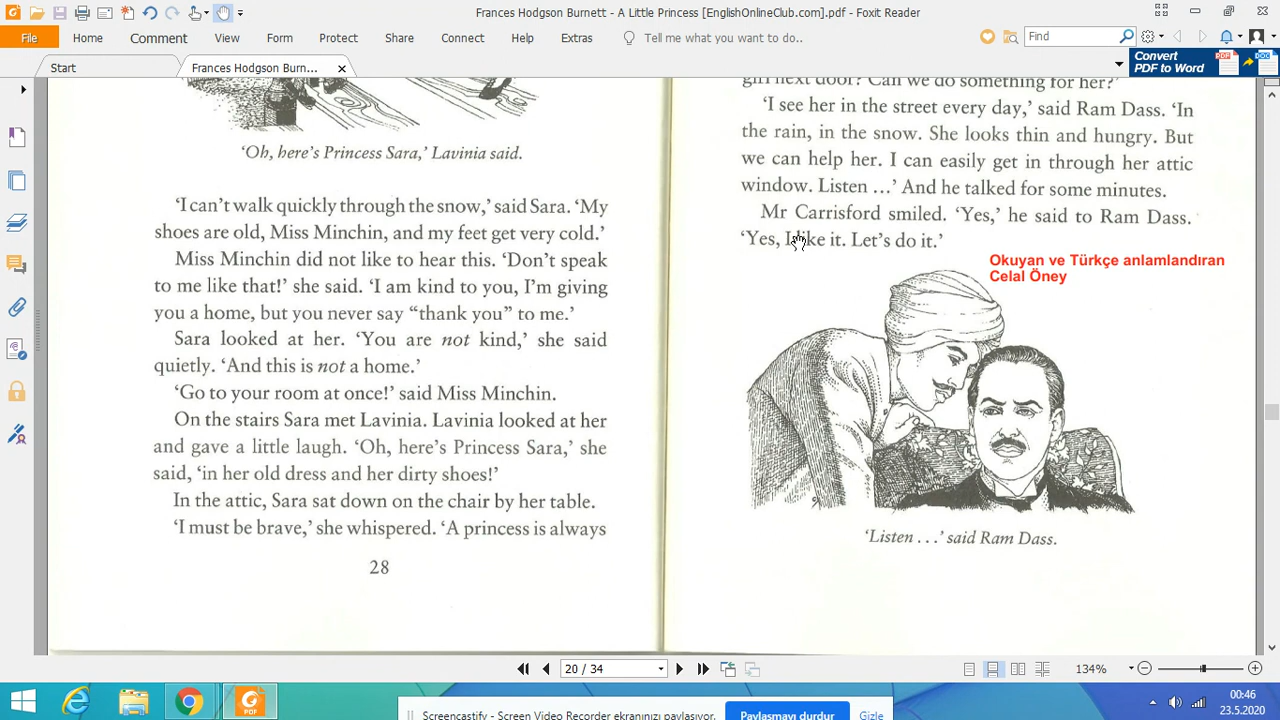 Frances Hodgson Burnett - A Little Princess [EnglishOnlineClub.com].pdf - Foxit Reader
File Home Comment View Form Protect Share Connect Help Extras Tell me what you want to do.. Find
Start Frances Hodgson Burn...
Convert
PDF to Word
PDF
'Oh, here's Princess Sara,' Lavinia said.
'I can't walk quickly through the snow,' said Sara. 'My
shoes are old, Miss Minchin, and my feet get very cold.'
Miss Minchin did not like to hear this. 'Don't speak
to me like that!' she said. 'I am kind to you, I'm giving
you a home, but you never say "thank you" to me.'
Sara looked at her. 'You are not kind,' she said
quietly. 'And this is not a home.'
'Go to your room at once!' said Miss Minchin.
On the stairs Sara met Lavinia. Lavinia looked at her
and gave a little laugh. 'Oh, here's Princess Sara,' she
said, 'in her old dress and her dirty shoes!'
In the attic, Sara sat down on the chair by her table.
'I must be brave,' she whispered. 'A princess is always
28
girl next door? Can we do something for her?'
'I see her in the street every day,' said Ram Dass. 'In
the rain, in the snow. She looks thin and hungry. But
we can help her. I can easily get in through her attic
window. Listen ...' And he talked for some minutes.
Mr Carrisford smiled. 'Yes,' he said to Ram Dass.
'Yes, I like it. Let's do it.'
Okuyan ve Türkçe anlamlandıran
Celal Öney
'Listen ...' said Ram Dass.
20 / 34
134%
PDF
Screencastify - Screen Video Recorder ekranınızı paylaşıyor.
Paylaşmayı durdur
Gizle
00:46
23.5.2020